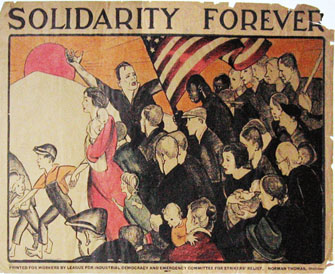 SOLIDARITY FOREVER
PRINTED FOR WORKERS BY LEAGUE FOR INDUSTRIAL DEMOCRACY AND EMERGENCY COMMITTEE FOR STRIKERS' RELIEF. NORMAN THOMAS,